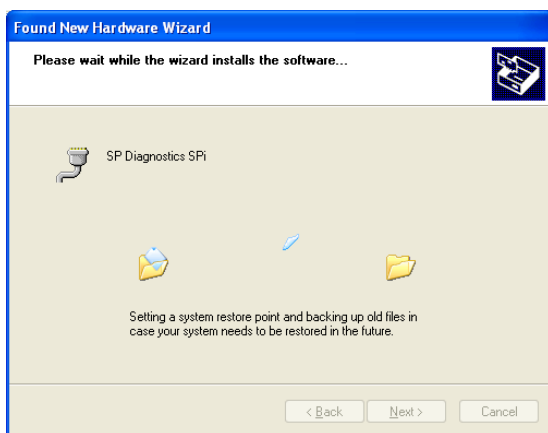 Found New Hardware Wizard
Please wait while the wizard installs the software...
SP Diagnostics SPi
Setting a system restore point and backing up old files in
case your system needs to be restored in the future.
< Back Next > Cancel